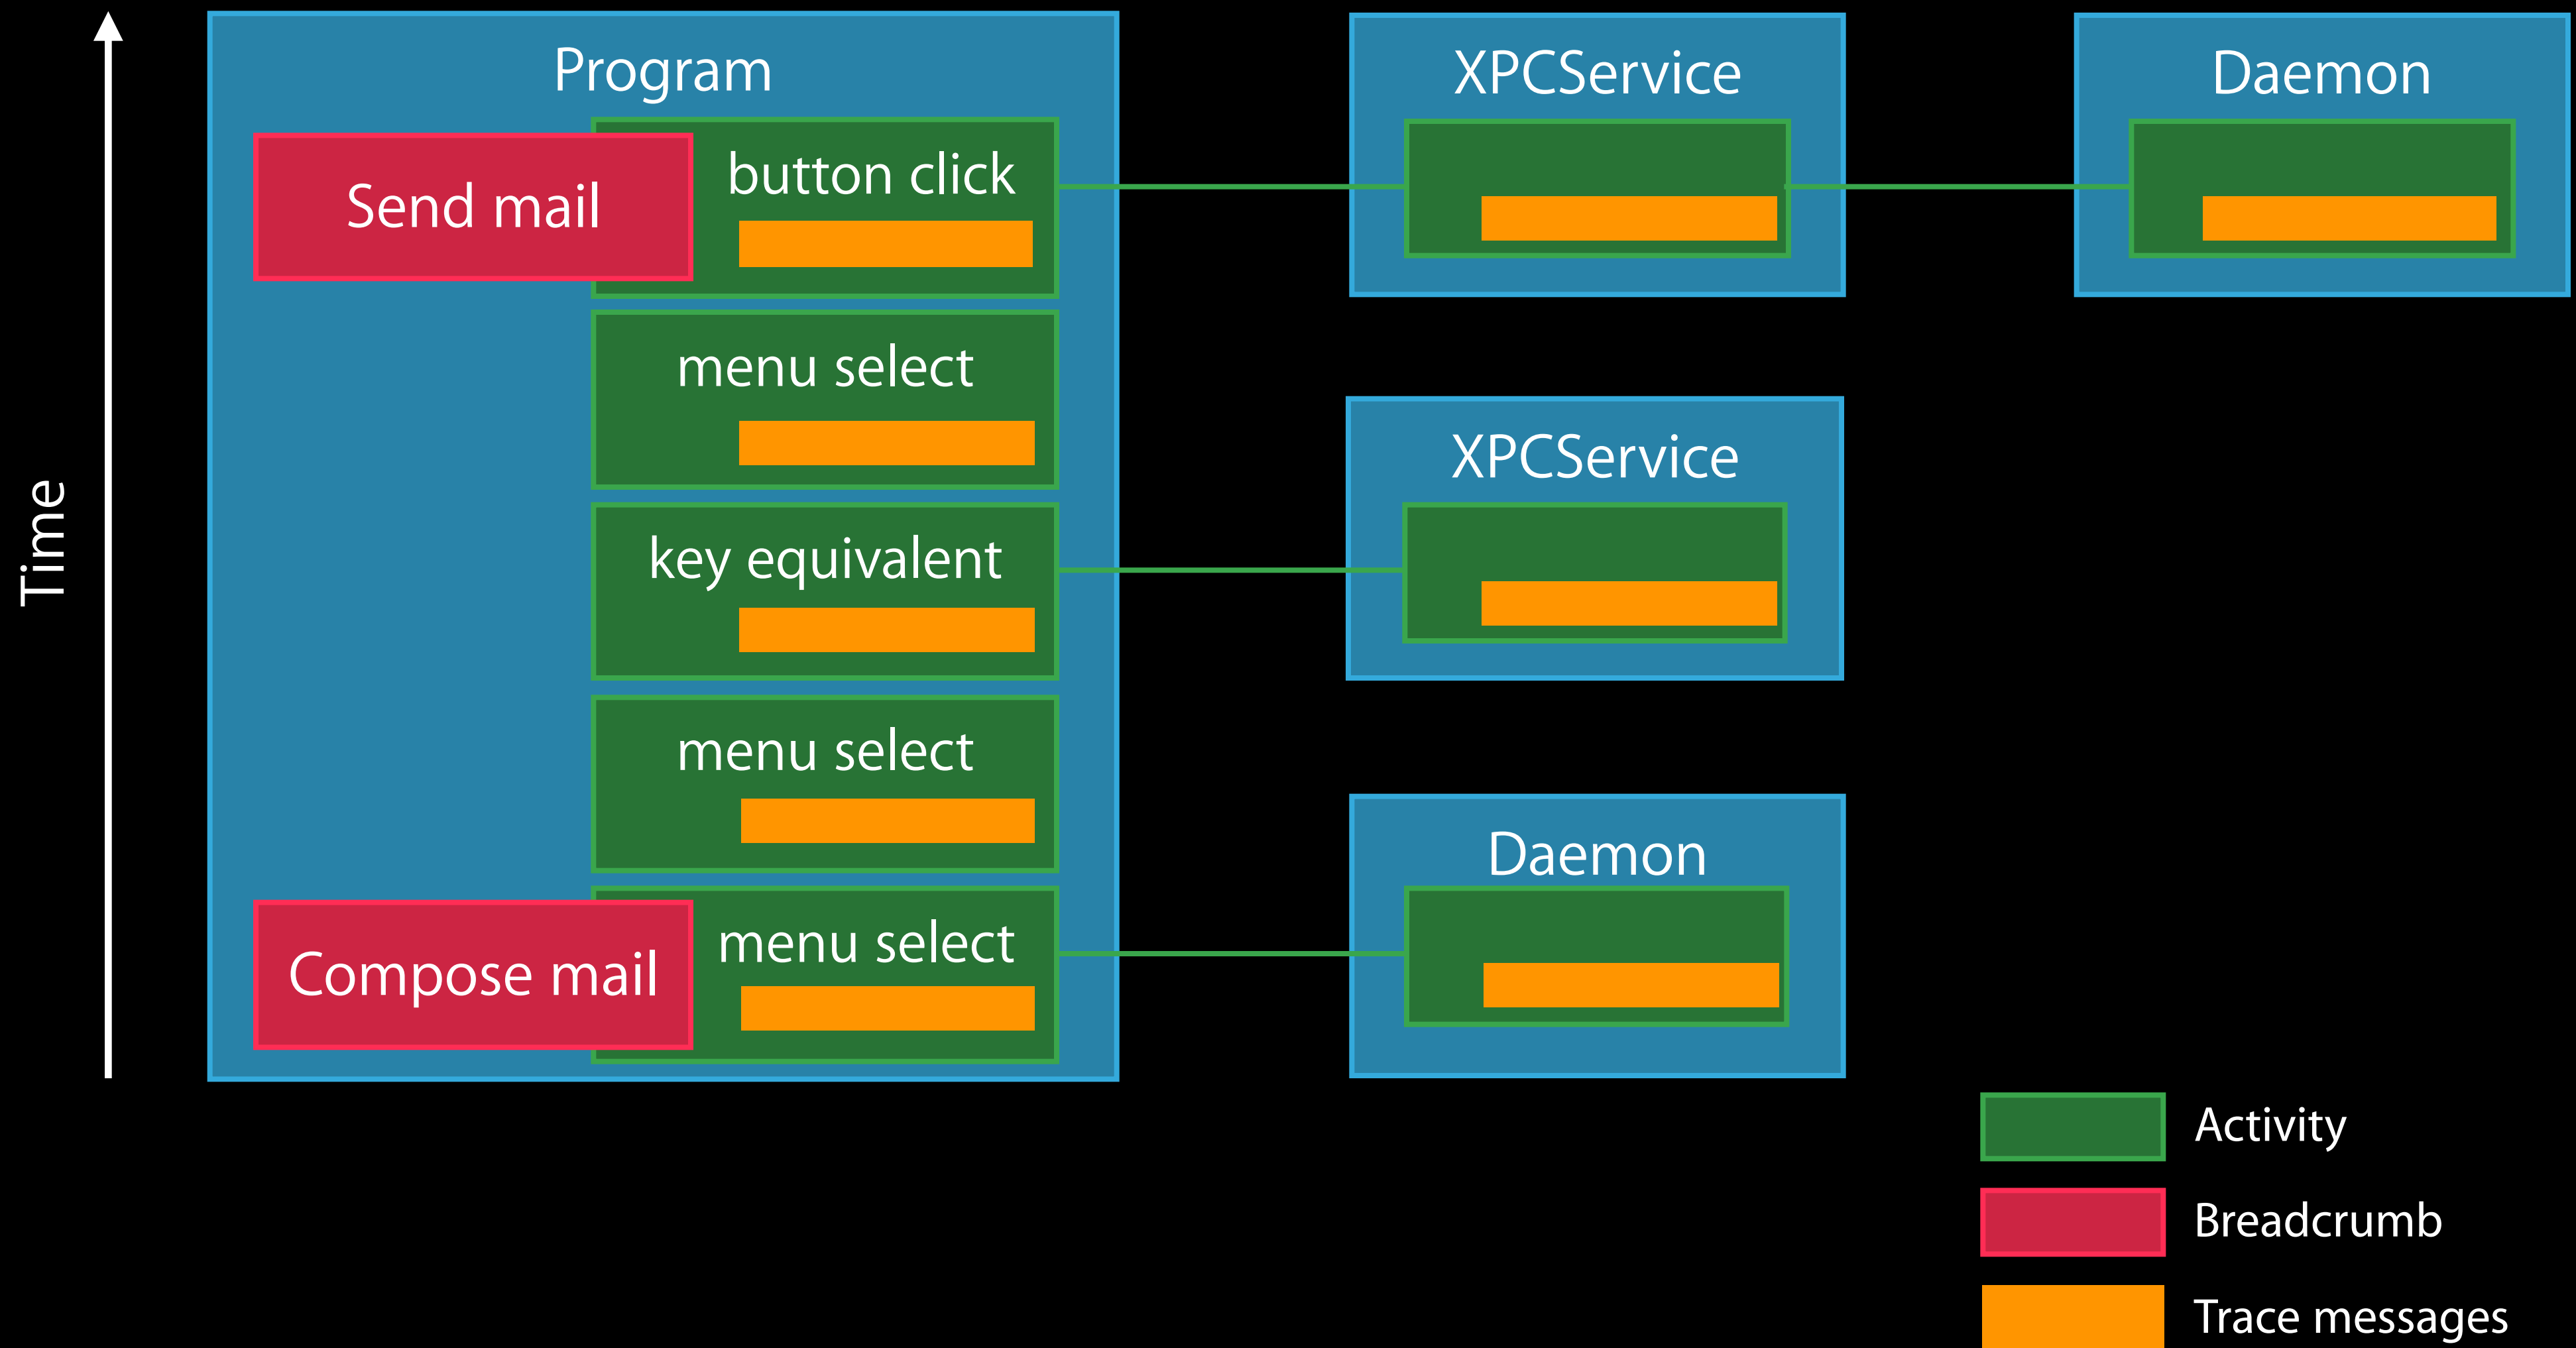 Program
XPCService
Daemon
Send mail
button click
menu select
key equivalent
XPCService
menu select
Daemon
Compose mail
menu select
Time
Activity
Breadcrumb
Trace messages